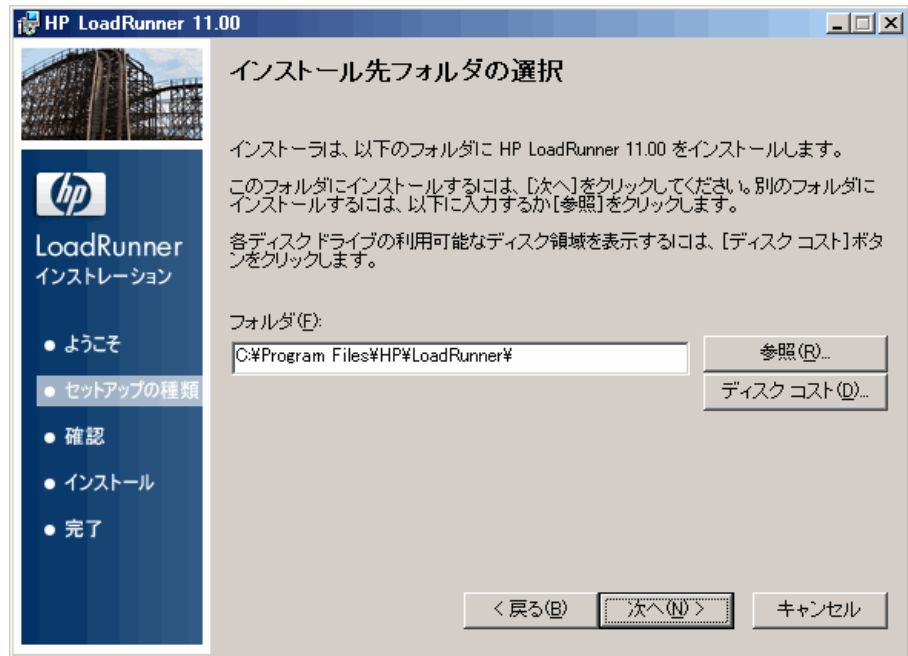 HP LoadRunner 11.00
インストール先フォルダの選択
インストーラは、以下のフォルダに HP LoadRunner 11.00 をインストールします。
このフォルダにインストールするには、[次へ]をクリックしてください。別のフォルダに
インストールするには、以下に入力するか[参照]をクリックします。
各ディスク ドライブの利用可能なディスク領域を表示するには、[ディスク コスト]ボタ
ンをクリックします。
hp
LoadRunner
インストレーション
● ようこそ
● セットアップの種類
● 確認
● インストール
● 完了
フォルダ(F):
C:¥Program Files¥HP¥LoadRunner¥
参照(R)...
ディスク コスト(D)...
< 戻る(B)
次へ(N) >
キャンセル